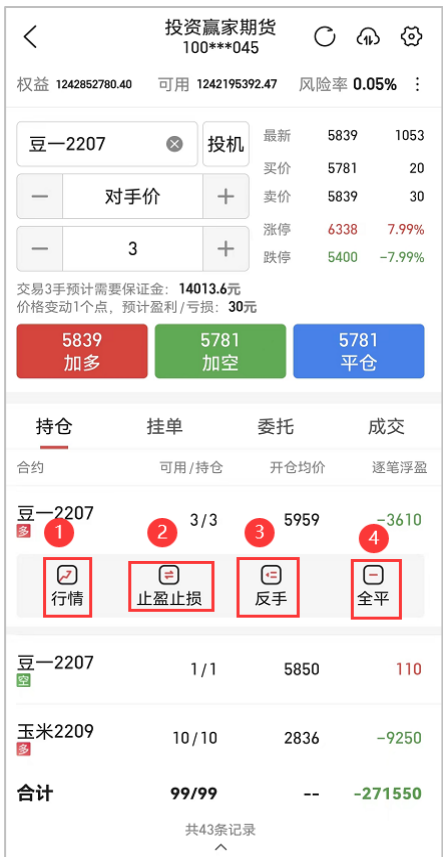 投资赢家期货
100***045
权益 1242852780.40 可用 1242195392.47 风险率 0.05%
豆一2207 投机 最新 5839 1053
买价 5781 20
对手价 卖价 5839 30
涨停 6338 7.99%
3 跌停 5400 -7.99%
交易3手预计需要保证金: 14013.6元
价格变动1个点，预计盈利/亏损: 30元
5839 5781 5781
加多 加空 平仓
持仓 挂单 委托 成交
合约 可用/持仓 开仓均价 逐笔浮盈
豆一2207 3/3 5959 -3610
多
1 2 3 4
行情 止盈止损 反手 全平
豆一2207 1/1 5850 110
空
玉米2209 10/10 2836 -9250
多
合计 99/99 -- -271550
共43条记录